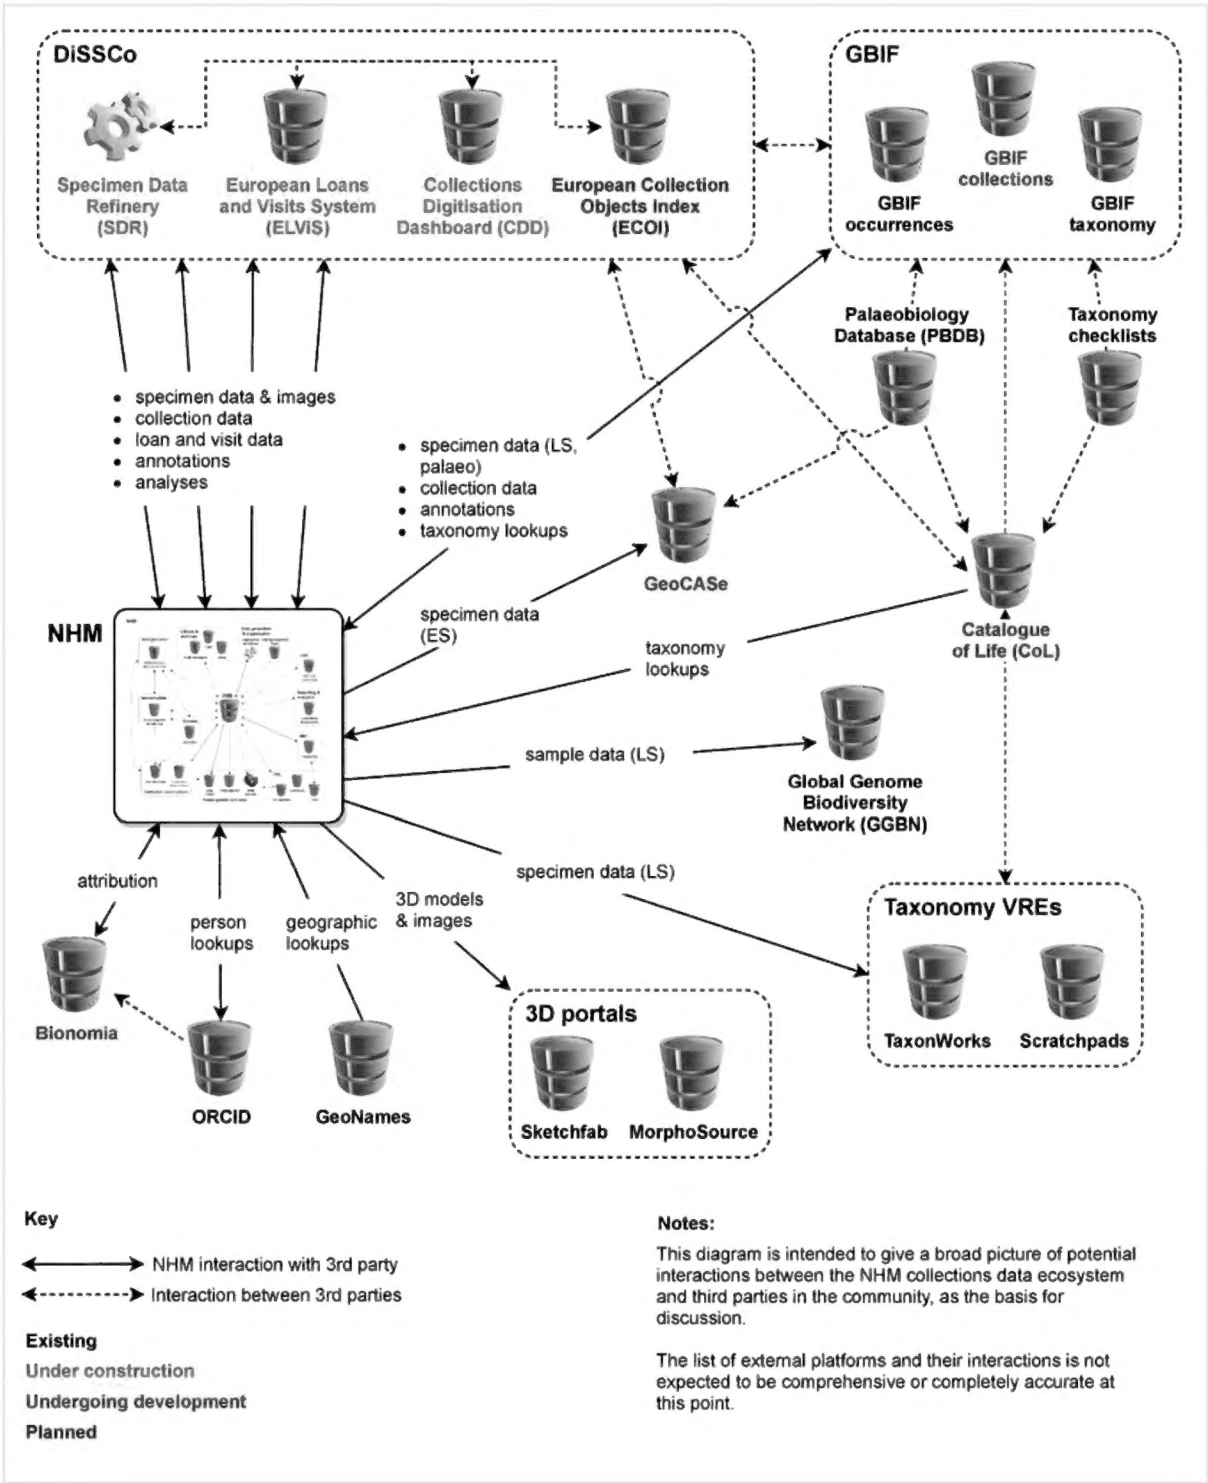 DiSSCo
Specimen Data
Refinery
(SDR)
European Loans
and Visits System
(ELViS)
Collections
Digitisation
Dashboard (CDD)
European Collection
Objects Index
(ECOI)
GBIF
GBIF
occurrences
GBIF
collections
GBIF
taxonomy
Palaeobiology
Database (PBDB)
Taxonomy
checklists
• specimen data & images
• collection data
• loan and visit data
• annotations
• analyses
• specimen data (LS,
palaeo)
• collection data
• annotations
• taxonomy lookups
GeoCASe
NHM
specimen data
(ES)
taxonomy
lookups
Catalogue
of Life (CoL)
sample data (LS)
Global Genome
Biodiversity
Network (GGBN)
specimen data (LS)
attribution
person
lookups
geographic
lookups
3D models
& images
Taxonomy VREs
TaxonWorks
Scratchpads
Bionomia
ORCID
GeoNames
3D portals
Sketchfab
MorphoSource
Key
NHM interaction with 3rd party
Interaction between 3rd parties
Existing
Under construction
Undergoing development
Planned
Notes:
This diagram is intended to give a broad picture of potential
interactions between the NHM collections data ecosystem
and third parties in the community, as the basis for
discussion.
The list of external platforms and their interactions is not
expected to be comprehensive or completely accurate at
this point.